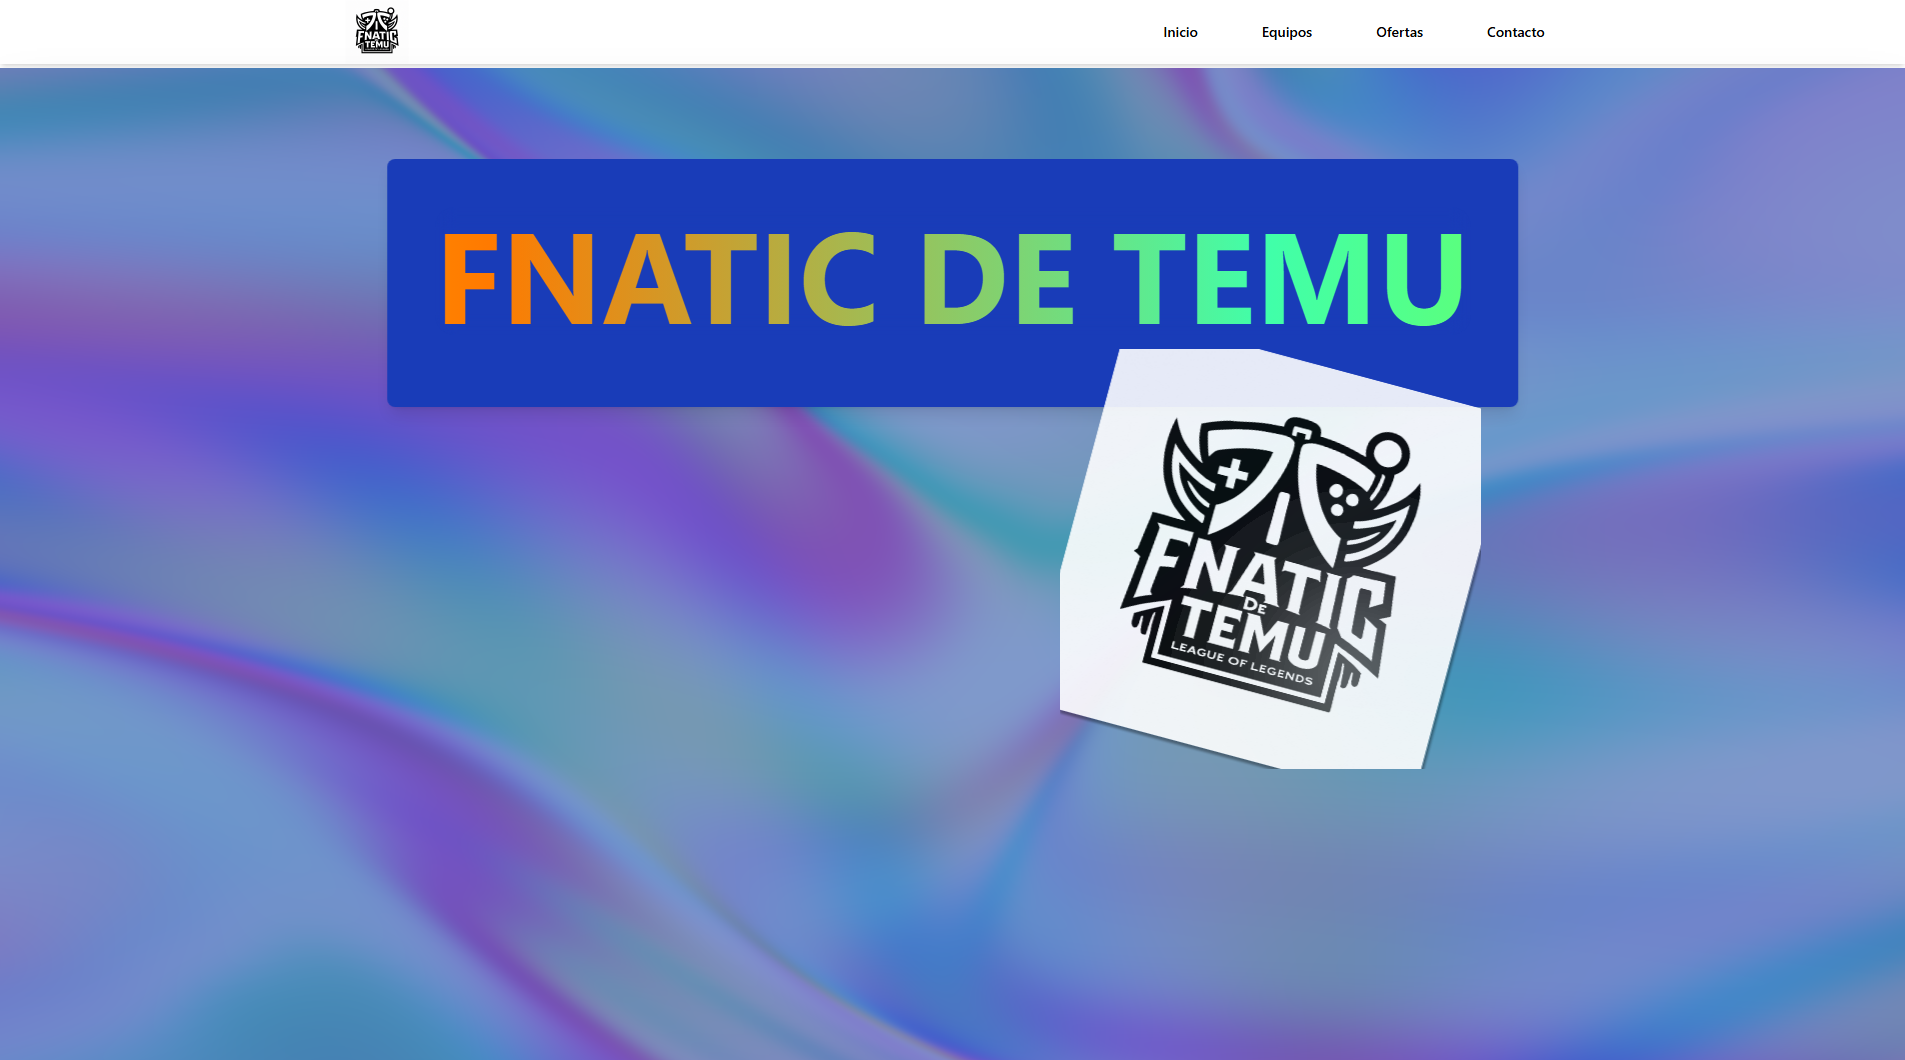 FNATIC
TEMU
Inicio
Equipos
Ofertas
Contacto
FNATIC DE TEMU
FNATIC
DE
TEMU
LEAGUE OF LEGENDS